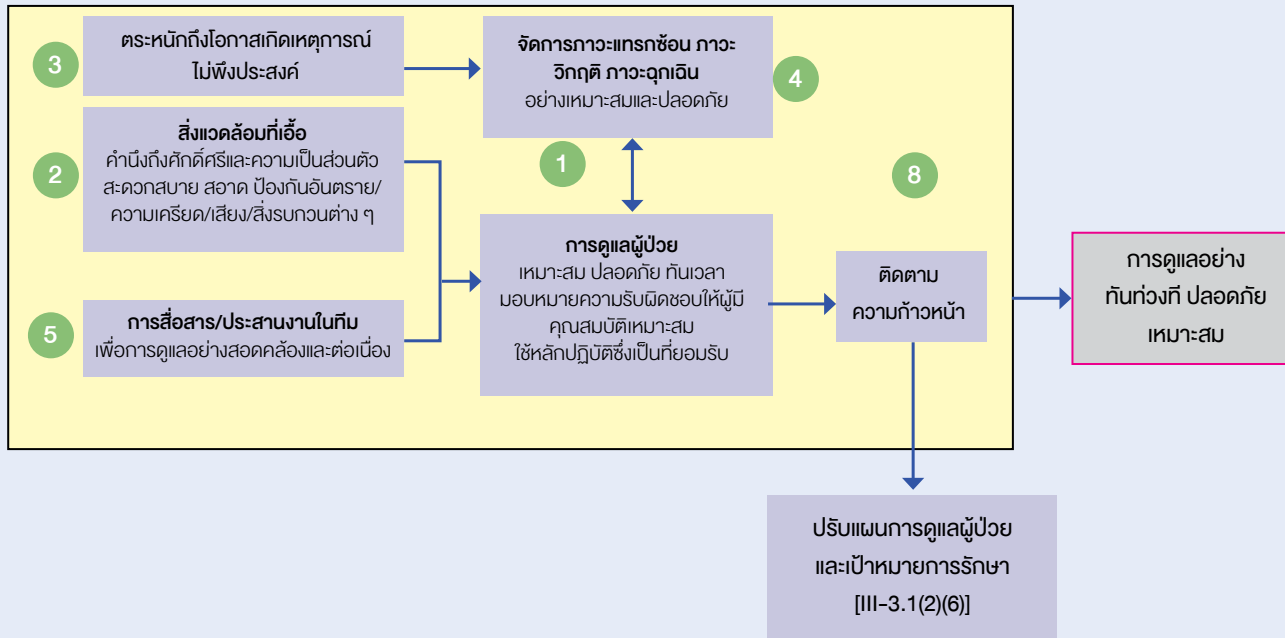 3
ตระหนักถึงโอกาสเกิดเหตุการณ์
ไม่พึงประสงค์
จัดการภาวะแทรกซ้อน ภาวะ
วิกฤติ ภาวะฉุกเฉิน
อย่างเหมาะสมและปลอดภัย
4
2
สิ่งแวดล้อมที่เอื้อ
คำนึงถึงศักดิ์ศรีและความเป็นส่วนตัว
สะดวกสบาย สอาด ป้องกันอันตราย/
ความเครียด/เสียง/สิ่งรบกวนต่าง ๆ
1
8
5
การสื่อสาร/ประสานงานในทีม
เพื่อการดูแลอย่างสอดคล้องและต่อเนื่อง
การดูแลผู้ป่วย
เหมาะสม ปลอดภัย ทันเวลา
มอบหมายความรับผิดชอบให้ผู้มี
คุณสมบัติเหมาะสม
ใช้หลักปฏิบัติซึ่งเป็นที่ยอมรับ
ติดตาม
ความก้าวหน้า
การดูแลอย่าง
ทันท่วงที ปลอดภัย
เหมาะสม
ปรับแผนการดูแลผู้ป่วย
และเป้าหมายการรักษา
[III-3.1(2)(6)]